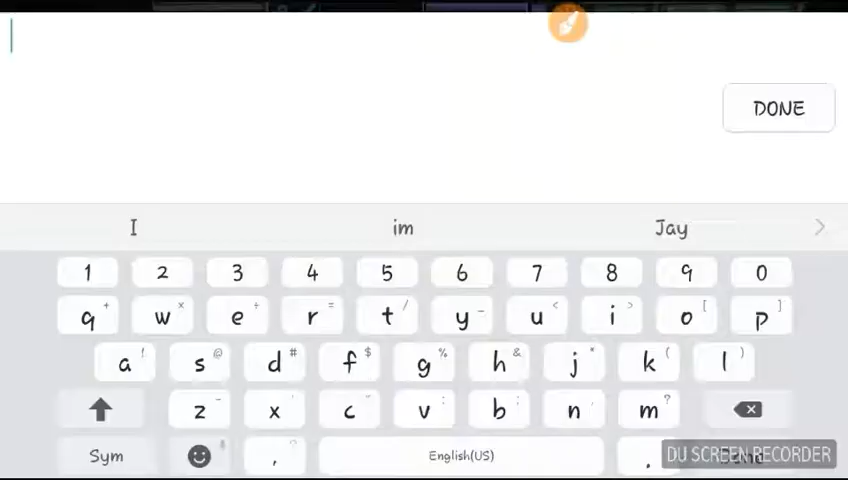 DONE
I im Jay >
1 2 3 4 5 6 7 8 9 0
q + w × e ÷ r = t / y _ u < i > o [ p ]
a ! s @ d # f $ g % h & j * k ( l )
z - x ' c " v : b ; n , m ?
Sym , English(US) .
DU SCREEN RECORDER